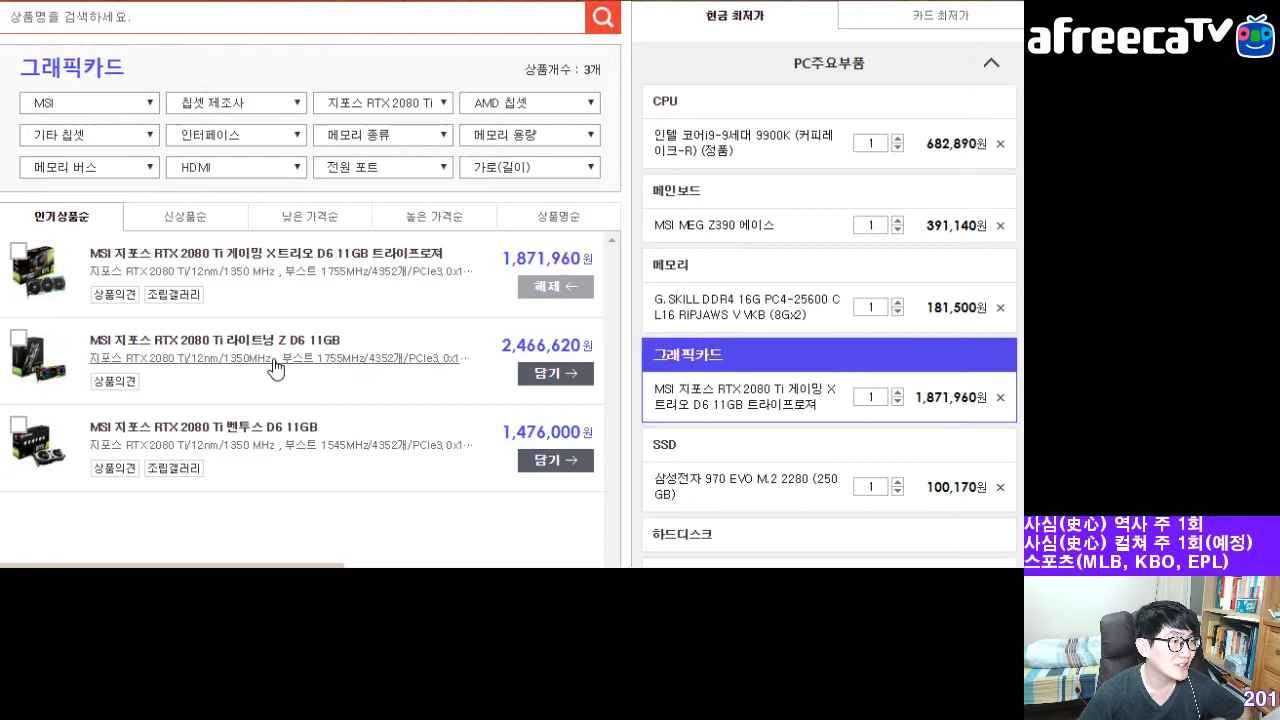 상품명을 검색하세요.
그래픽카드
상품개수 : 3개
MSI
칩셋 제조사
지포스 RTX 2080 Ti
AMD 칩셋
기타 칩셋
인터페이스
메모리 종류
메모리 용량
메모리 버스
HDMI
전원 포트
가로(길이)
인기상품순
신상품순
낮은 가격순
높은 가격순
상품명순
MSI 지포스 RTX 2080 Ti 게이밍 X 트리오 D6 11GB 트라이프로져
지포스 RTX 2080 Ti/12nm/1350 MHz , 부스트 1755MHz/4352개/PCIe3.0x1···
상품의견
조립갤러리
1,871,960원
해제 ←
MSI 지포스 RTX 2080 Ti 라이트닝 Z D6 11GB
지포스 RTX 2080 Ti/12nm/1350MHz , 부스트 1755MHz/4352개/PCIe3.0x1···
상품의견
2,466,620원
담기 →
MSI 지포스 RTX 2080 Ti 벤투스 D6 11GB
지포스 RTX 2080 Ti/12nm/1350 MHz , 부스트 1545MHz/4352개/PCIe3.0x1···
상품의견
조립갤러리
1,476,000원
담기 →
현금 최저가
카드 최저가
PC주요부품
CPU
인텔 코어i9-9세대 9900K (커피레
이크-R) (정품)
1
682,890원 ×
메인보드
MSI MEG Z390 에이스
1
391,140원 ×
메모리
G.SKILL DDR4 16G PC4-25600 C
L16 RIPJAWS V VKB (8Gx2)
1
181,500원 ×
그래픽카드
MSI 지포스 RTX 2080 Ti 게이밍 X
트리오 D6 11GB 트라이프로져
1
1,871,960원 ×
SSD
삼성전자 970 EVO M.2 2280 (250
GB)
1
100,170원 ×
하드디스크
afreecaTV
사심(史心) 역사 주 1회
사심(史心) 컬쳐 주 1회(예정)
스포츠(MLB, KBO, EPL)
201